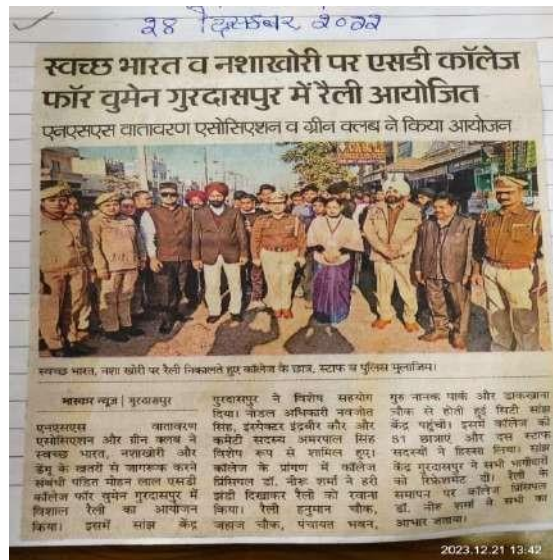 २४ दिसम्बर, २०२२
स्वच्छ भारत व नशाखोरी पर एसडी कॉलेज
फॉर वुमेन गुरदासपुर में रैली आयोजित
एनएसएस वातावरण एसोसिएशन व ग्रीन क्लब ने किया आयोजन
स्वच्छ भारत, नशा खोरी पर रैली निकालते हुए कॉलेज के छात्र, स्टाफ व पुलिस मुलाजिम।
भास्कर न्यूज | गुरदासपुर
एनएसएस वातावरण
एसोसिएशन और ग्रीन क्लब ने
स्वच्छ भारत, नशाखोरी और
डेंगू के खतरों से जागरूक करने
संबंधी पंडित मोहन लाल एसडी
कॉलेज फॉर वुमेन गुरदासपुर में
विशाल रैली का आयोजन
किया। इसमें सांझ केंद्र
गुरदासपुर ने विशेष सहयोग
दिया। नोडल अधिकारी नवजोत
सिंह, इंस्पेक्टर इंद्रबीर कौर और
कमेटी सदस्य अमरपाल सिंह
विशेष रूप से शामिल हुए।
कॉलेज के प्रांगण में कॉलेज
प्रिंसिपल डॉ. नीरू शर्मा ने हरी
झंडी दिखाकर रैली को रवाना
किया। रैली हनुमान चौक,
जहाज चौक, पंचायत भवन,
गुरु नानक पार्क और डाकखाना
चौक से होती हुई सिटी सांझ
केंद्र पहुंची। इसमें कॉलेज की
81 छात्राएं और दस स्टाफ
सदस्यों ने हिस्सा लिया। सांझ
केंद्र गुरदासपुर ने सभी भागीदारों
को रिफ्रेशमेंट दी। रैली के
समापन पर कॉलेज प्रिंसिपल
डॉ. नीरू शर्मा ने सभी का
आभार जताया।
2023.12.21 13:42